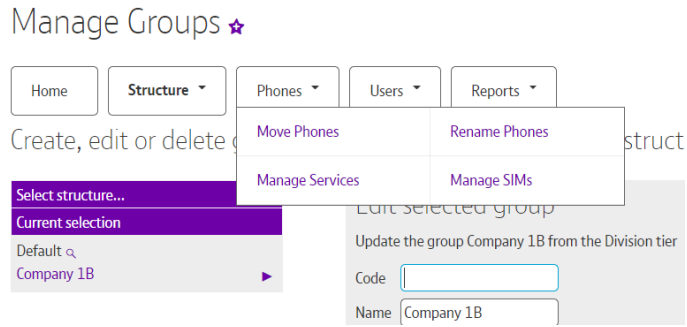 Manage Groups
Home Structure Phones Users Reports
Move Phones Rename Phones
Create, edit or delete struct
Manage Services Manage SIMs
Select structure...
Current selection
Edit selected group
Default
Update the group Company 1B from the Division tier
Company 1B
Code
Name Company 1B